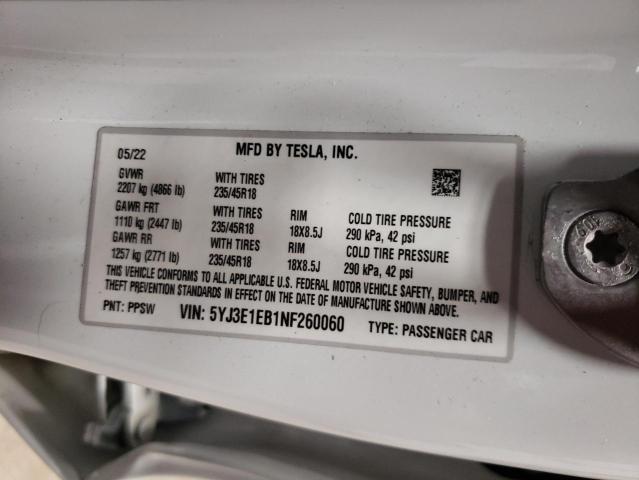 05/22 MFD BY TESLA, INC.
GVWR WITH TIRES
2207 kg (4866 lb) 235/45R18
GAWR FRT WITH TIRES RIM COLD TIRE PRESSURE
1110 kg (2447 lb) 235/45R18 18X8.5J 290 kPa, 42 psi
GAWR RR WITH TIRES RIM COLD TIRE PRESSURE
1257 kg (2771 lb) 235/45R18 18X8.5J 290 kPa, 42 psi
THIS VEHICLE CONFORMS TO ALL APPLICABLE U.S. FEDERAL MOTOR VEHICLE SAFETY, BUMPER, AND
THEFT PREVENTION STANDARDS IN EFFECT ON THE DATE OF MANUFACTURE SHOWN ABOVE.
PNT: PPSW VIN: 5YJ3E1EB1NF260060 TYPE: PASSENGER CAR